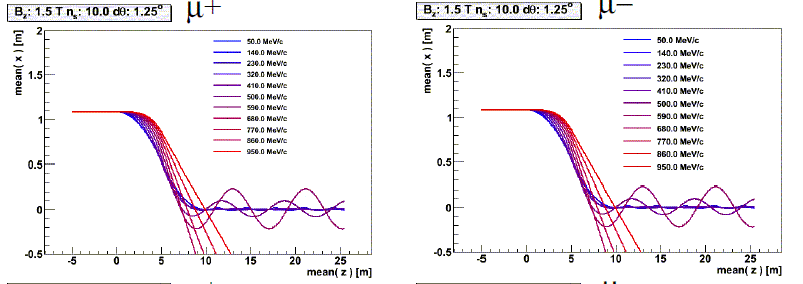 B_z: 1.5 T n_s: 10.0 dθ: 1.25°
μ+
mean( x ) [m]
2
1.5
1
0.5
0
-0.5
50.0 MeV/c
140.0 MeV/c
230.0 MeV/c
320.0 MeV/c
410.0 MeV/c
500.0 MeV/c
590.0 MeV/c
680.0 MeV/c
770.0 MeV/c
860.0 MeV/c
950.0 MeV/c
-5 0 5 10 15 20 25
mean( z ) [m]
B_z: 1.5 T n_s: 10.0 dθ: 1.25°
μ−
mean( x ) [m]
2
1.5
1
0.5
0
-0.5
50.0 MeV/c
140.0 MeV/c
230.0 MeV/c
320.0 MeV/c
410.0 MeV/c
500.0 MeV/c
590.0 MeV/c
680.0 MeV/c
770.0 MeV/c
860.0 MeV/c
950.0 MeV/c
-5 0 5 10 15 20 25
mean( z ) [m]